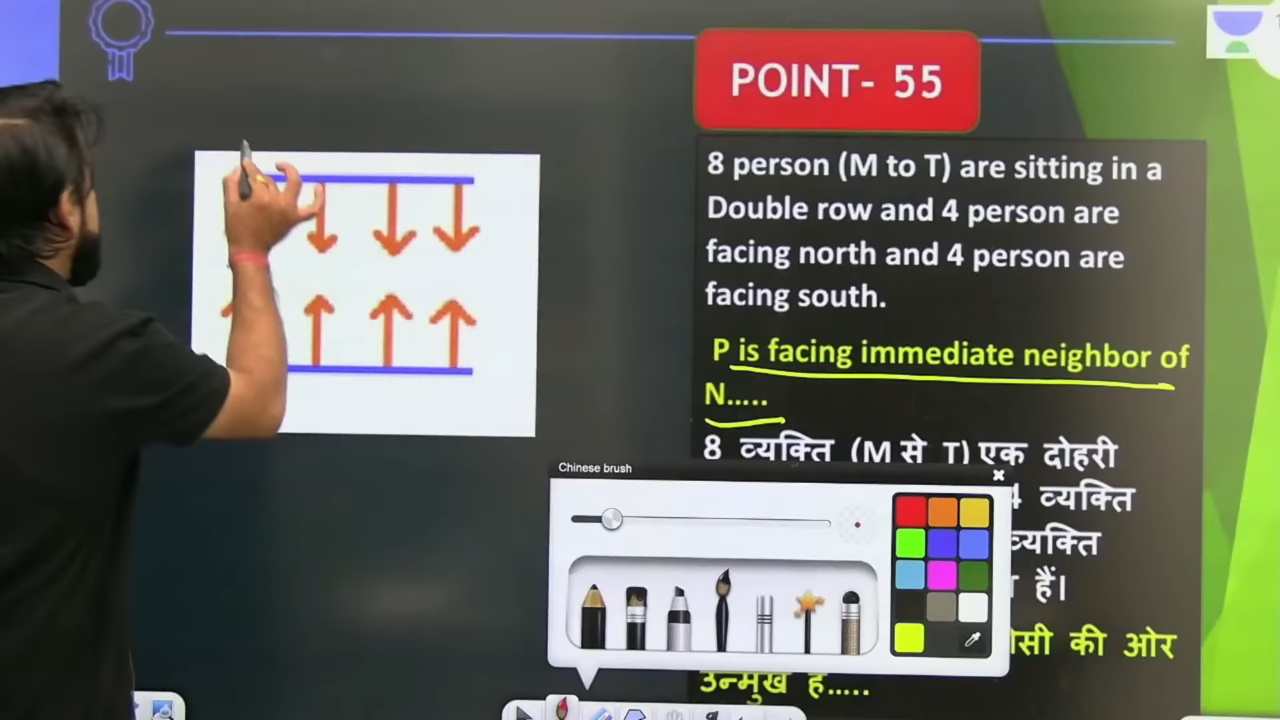 POINT- 55
8 person (M to T) are sitting in a
Double row and 4 person are
facing north and 4 person are
facing south.
P is facing immediate neighbor of
N.....
8 व्यक्ति (M से T) एक दोहरी
व्यक्ति
व्यक्ति
हैं।
की ओर
उन्मुख है.....
Chinese brush